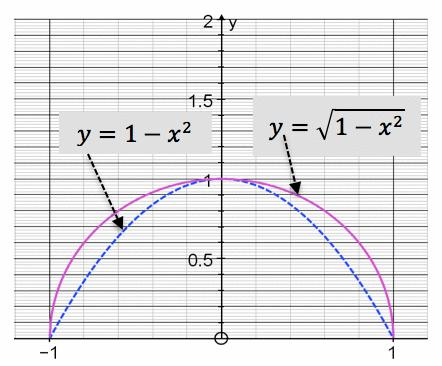 2 y
1.5
y = 1 − x²
y = √(1 − x²)
1
0.5
−1 O 1